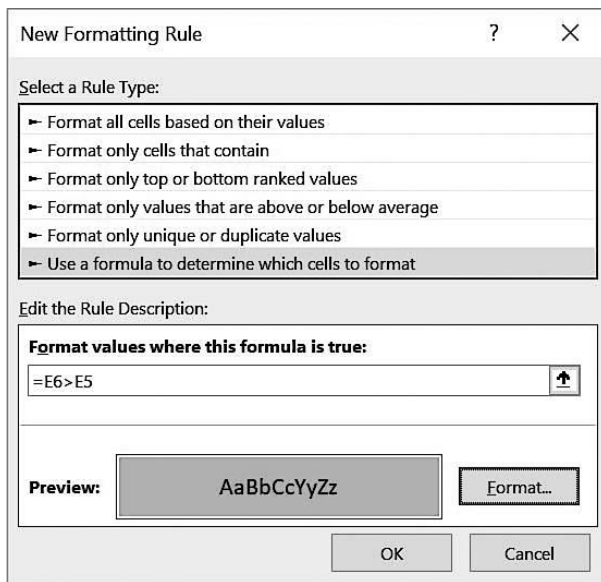 New Formatting Rule ? ×
Select a Rule Type:
► Format all cells based on their values
► Format only cells that contain
► Format only top or bottom ranked values
► Format only values that are above or below average
► Format only unique or duplicate values
► Use a formula to determine which cells to format
Edit the Rule Description:
Format values where this formula is true:
=E6>E5
Preview: AaBbCcYyZz Format...
OK Cancel